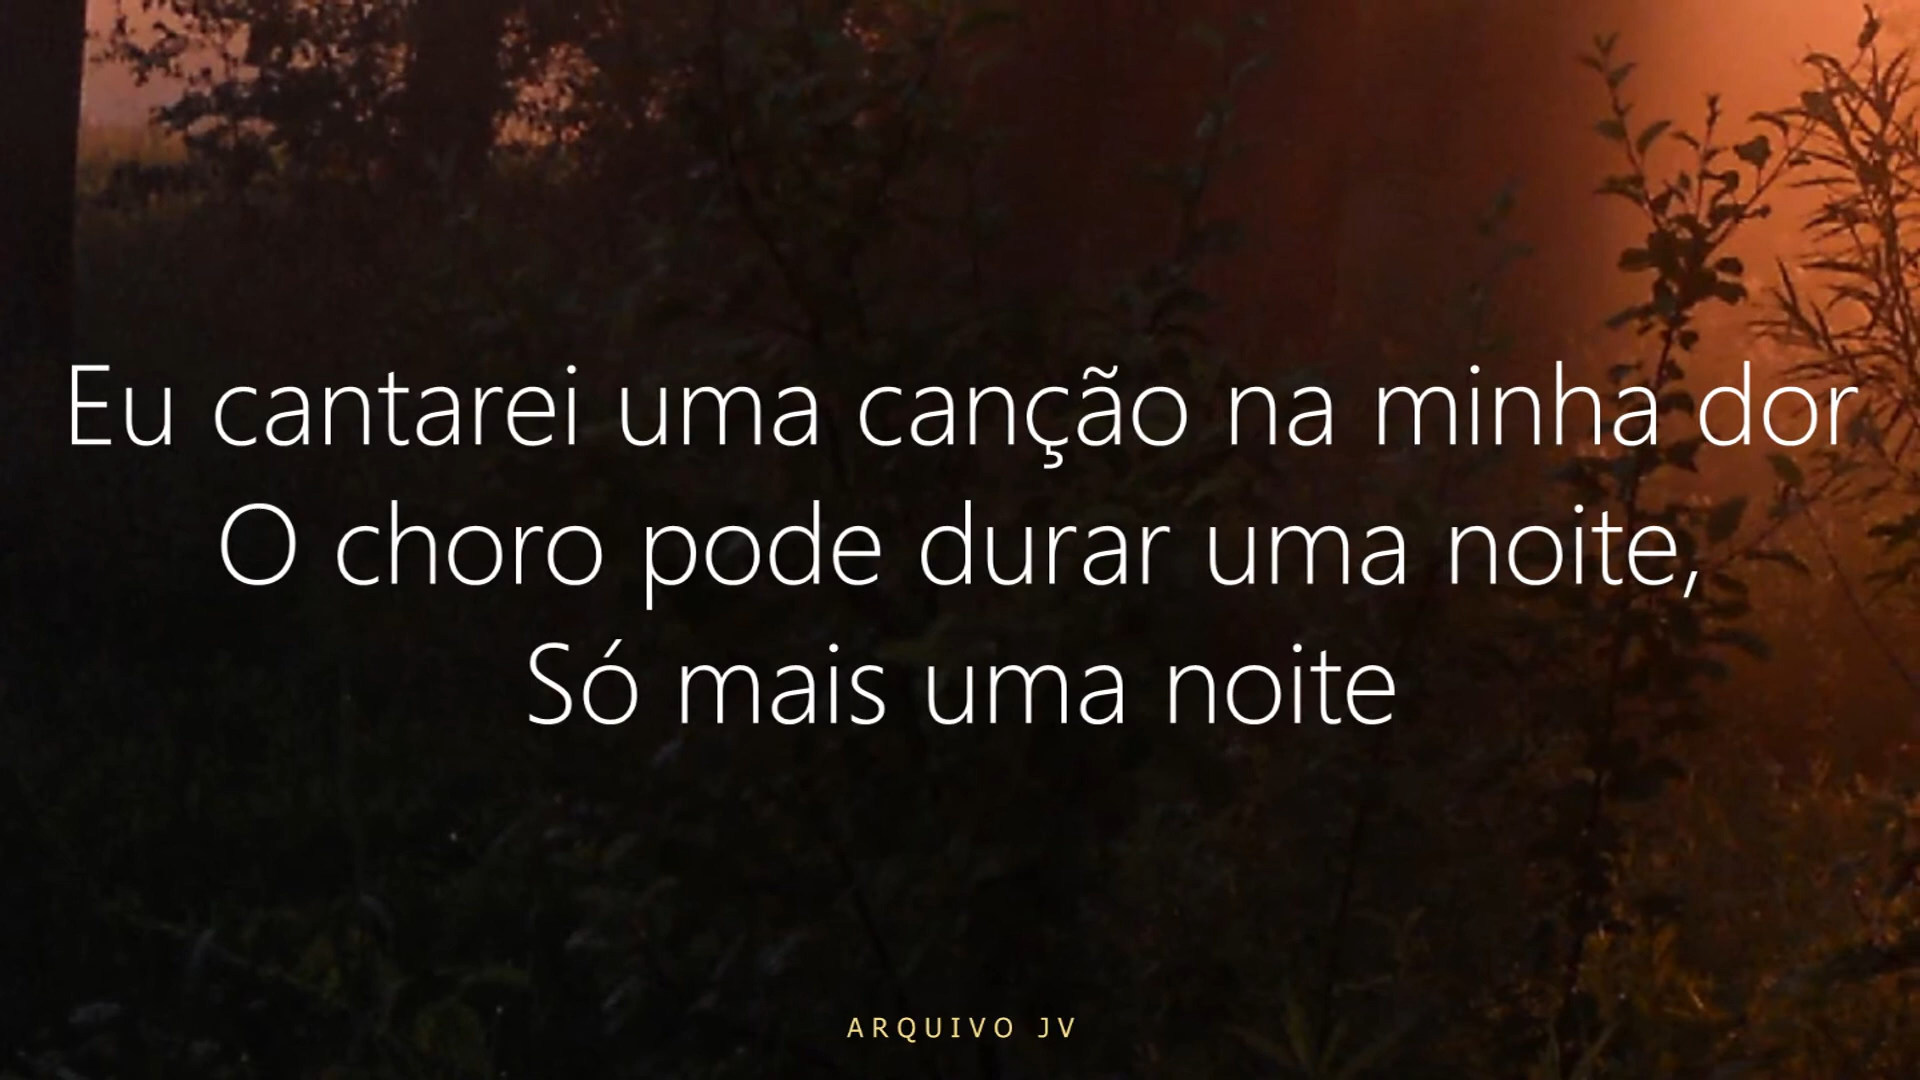 Eu cantarei uma canção na minha dor
O choro pode durar uma noite,
Só mais uma noite
ARQUIVO JV